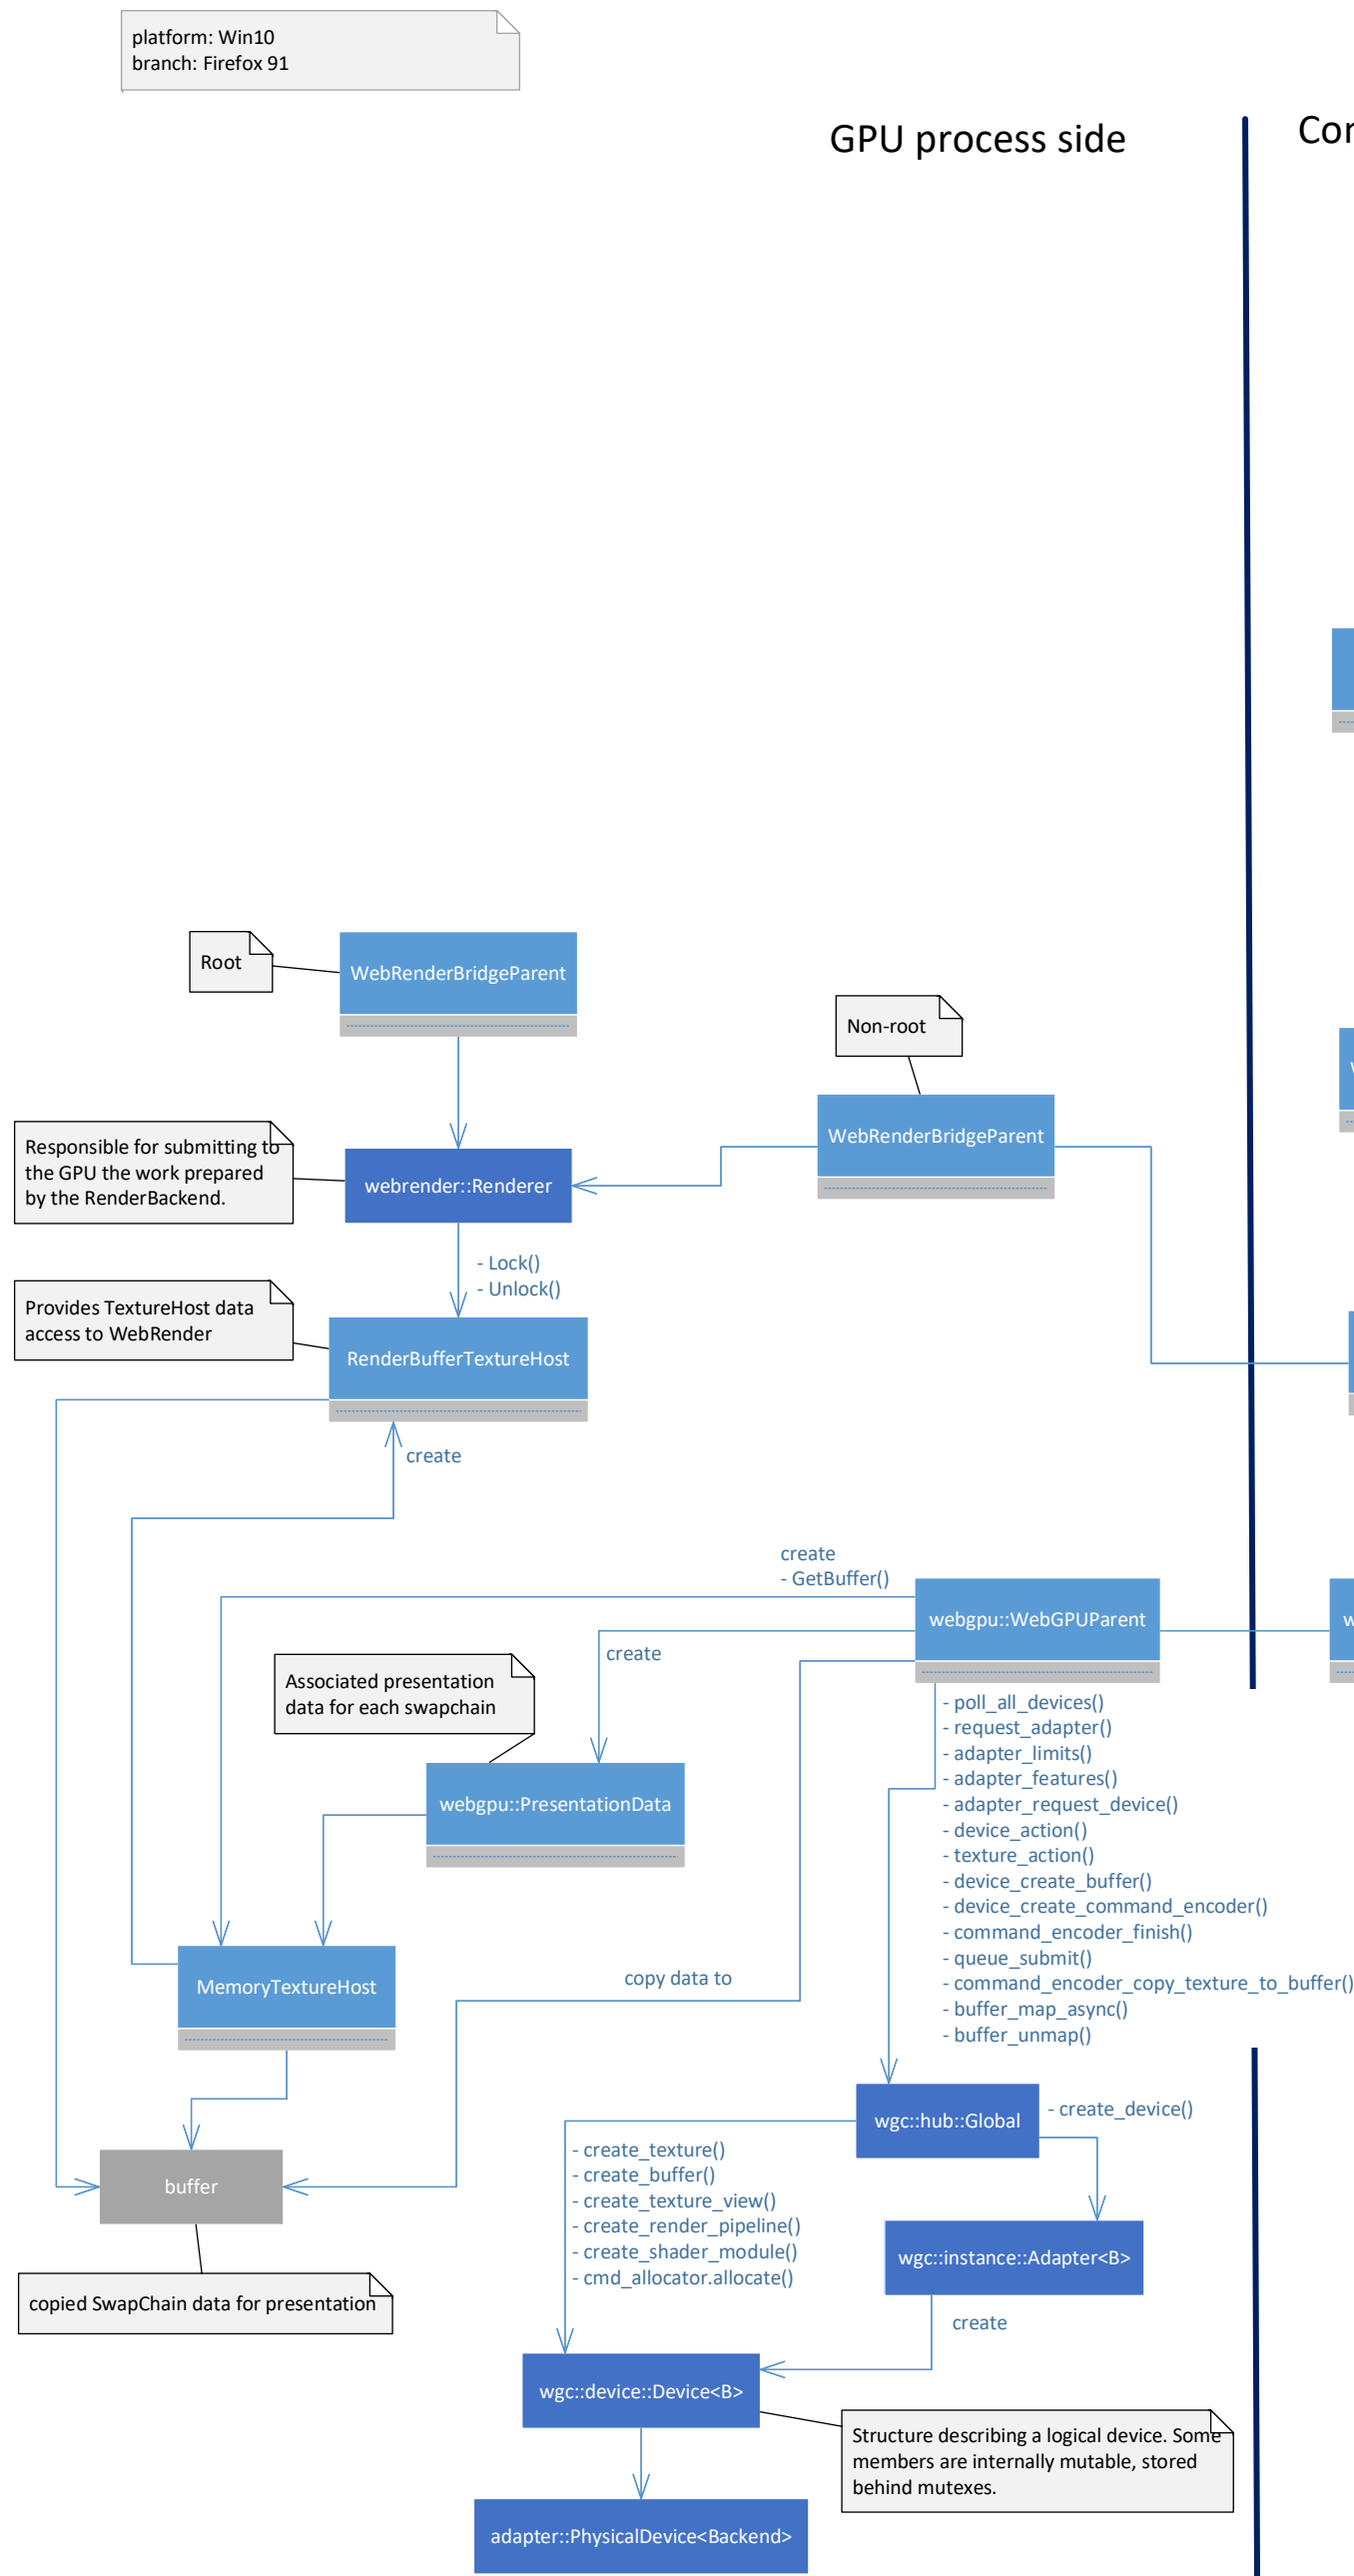 platform: Win10
branch: Firefox 91
GPU process side
Root
WebRenderBridgeParent
Non-root
WebRenderBridgeParent
Responsible for submitting to
the GPU the work prepared
by the RenderBackend.
webrender::Renderer
- Lock()
- Unlock()
Provides TextureHost data
access to WebRender
RenderBufferTextureHost
create
create
- GetBuffer()
webgpu::WebGPUParent
create
Associated presentation
data for each swapchain
webgpu::PresentationData
- poll_all_devices()
- request_adapter()
- adapter_limits()
- adapter_features()
- adapter_request_device()
- device_action()
- texture_action()
- device_create_buffer()
- device_create_command_encoder()
- command_encoder_finish()
- queue_submit()
- command_encoder_copy_texture_to_buffer()
- buffer_map_async()
- buffer_unmap()
MemoryTextureHost
copy data to
wgc::hub::Global
- create_device()
- create_texture()
- create_buffer()
- create_texture_view()
- create_render_pipeline()
- create_shader_module()
- cmd_allocator.allocate()
buffer
wgc::instance::Adapter<B>
copied SwapChain data for presentation
create
wgc::device::Device<B>
Structure describing a logical device. Some
members are internally mutable, stored
behind mutexes.
adapter::PhysicalDevice<Backend>